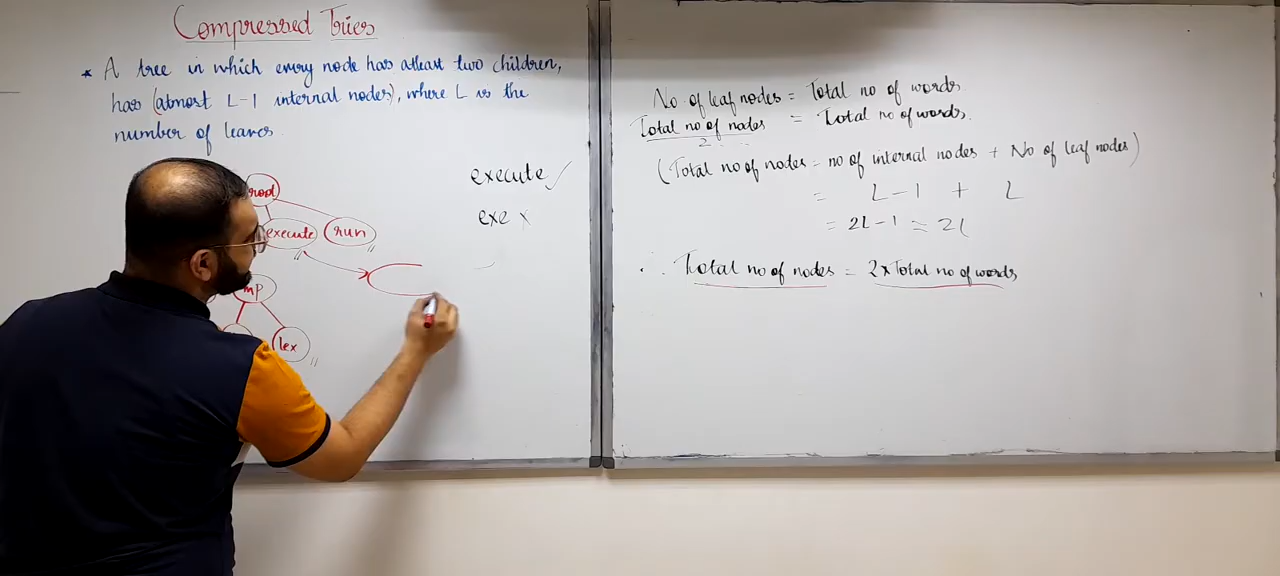 Compressed Tries
* A tree in which every node has atleast two children,
has (atmost L-1 internal nodes), where L is the
number of leaves.
root
execute
run
mp
lex
execute ✓
exe x
No. of leaf nodes = Total no of words.
Total no of nodes = Total no of words.
2
(Total no of nodes = no of internal nodes + No of leaf nodes)
= L-1 + L
= 2L-1 = 2L
∴ Total no of nodes = 2 x Total no of words